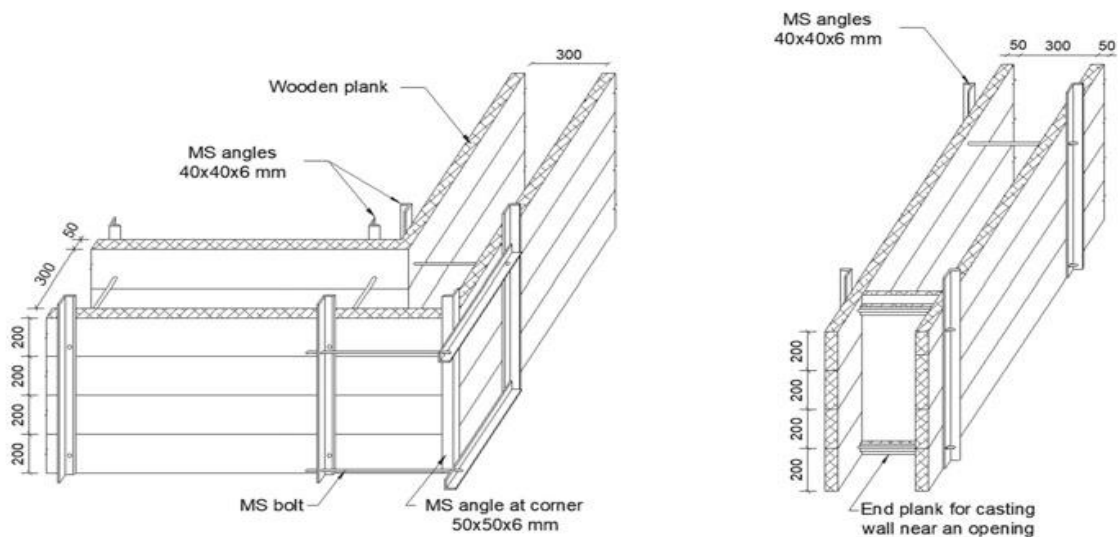 300
Wooden plank
MS angles
40x40x6 mm
50
300
200
200
200
200
MS bolt
MS angle at corner
50x50x6 mm
MS angles
40x40x6 mm
50
300
50
200
200
200
200
End plank for casting
wall near an opening